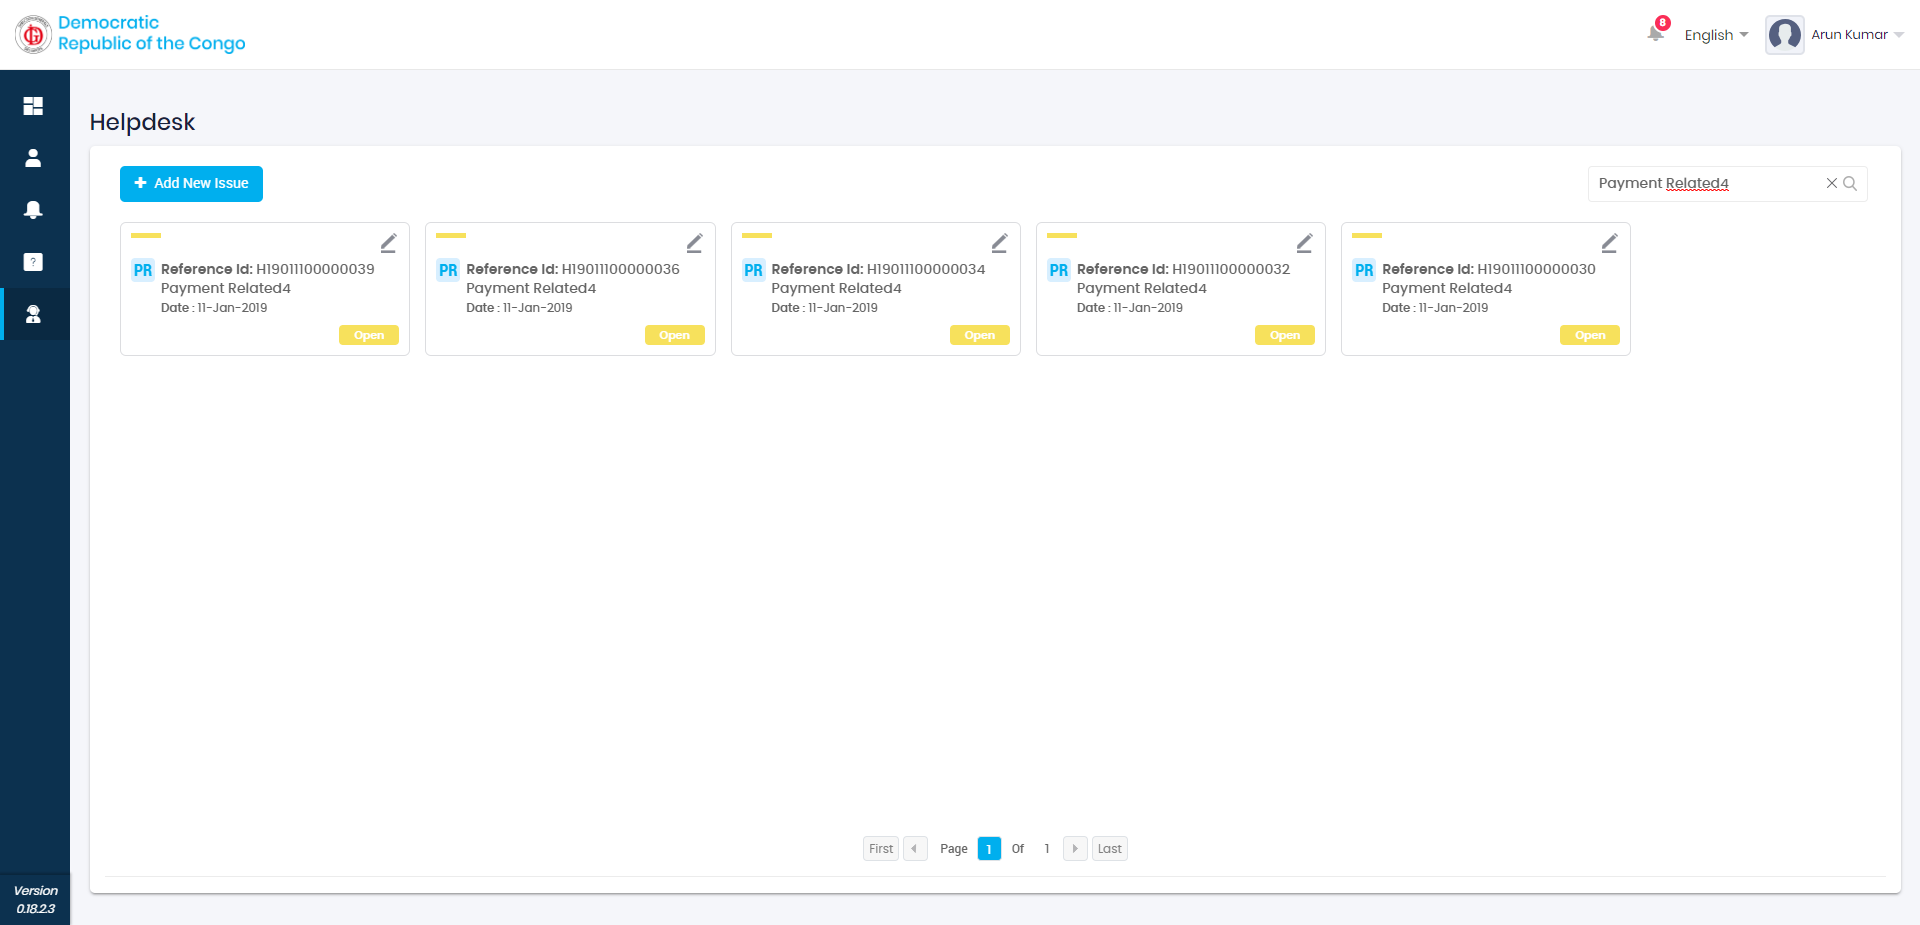 Democratic
Republic of the Congo
8
English
Arun Kumar
Helpdesk
Add New Issue
Payment Related4
PR Reference Id: H19011100000039
Payment Related4
Date : 11-Jan-2019
Open
PR Reference Id: H19011100000036
Payment Related4
Date : 11-Jan-2019
Open
PR Reference Id: H19011100000034
Payment Related4
Date : 11-Jan-2019
Open
PR Reference Id: H19011100000032
Payment Related4
Date : 11-Jan-2019
Open
PR Reference Id: H19011100000030
Payment Related4
Date : 11-Jan-2019
Open
First Page 1 Of 1 Last
Version
0.18.2.3